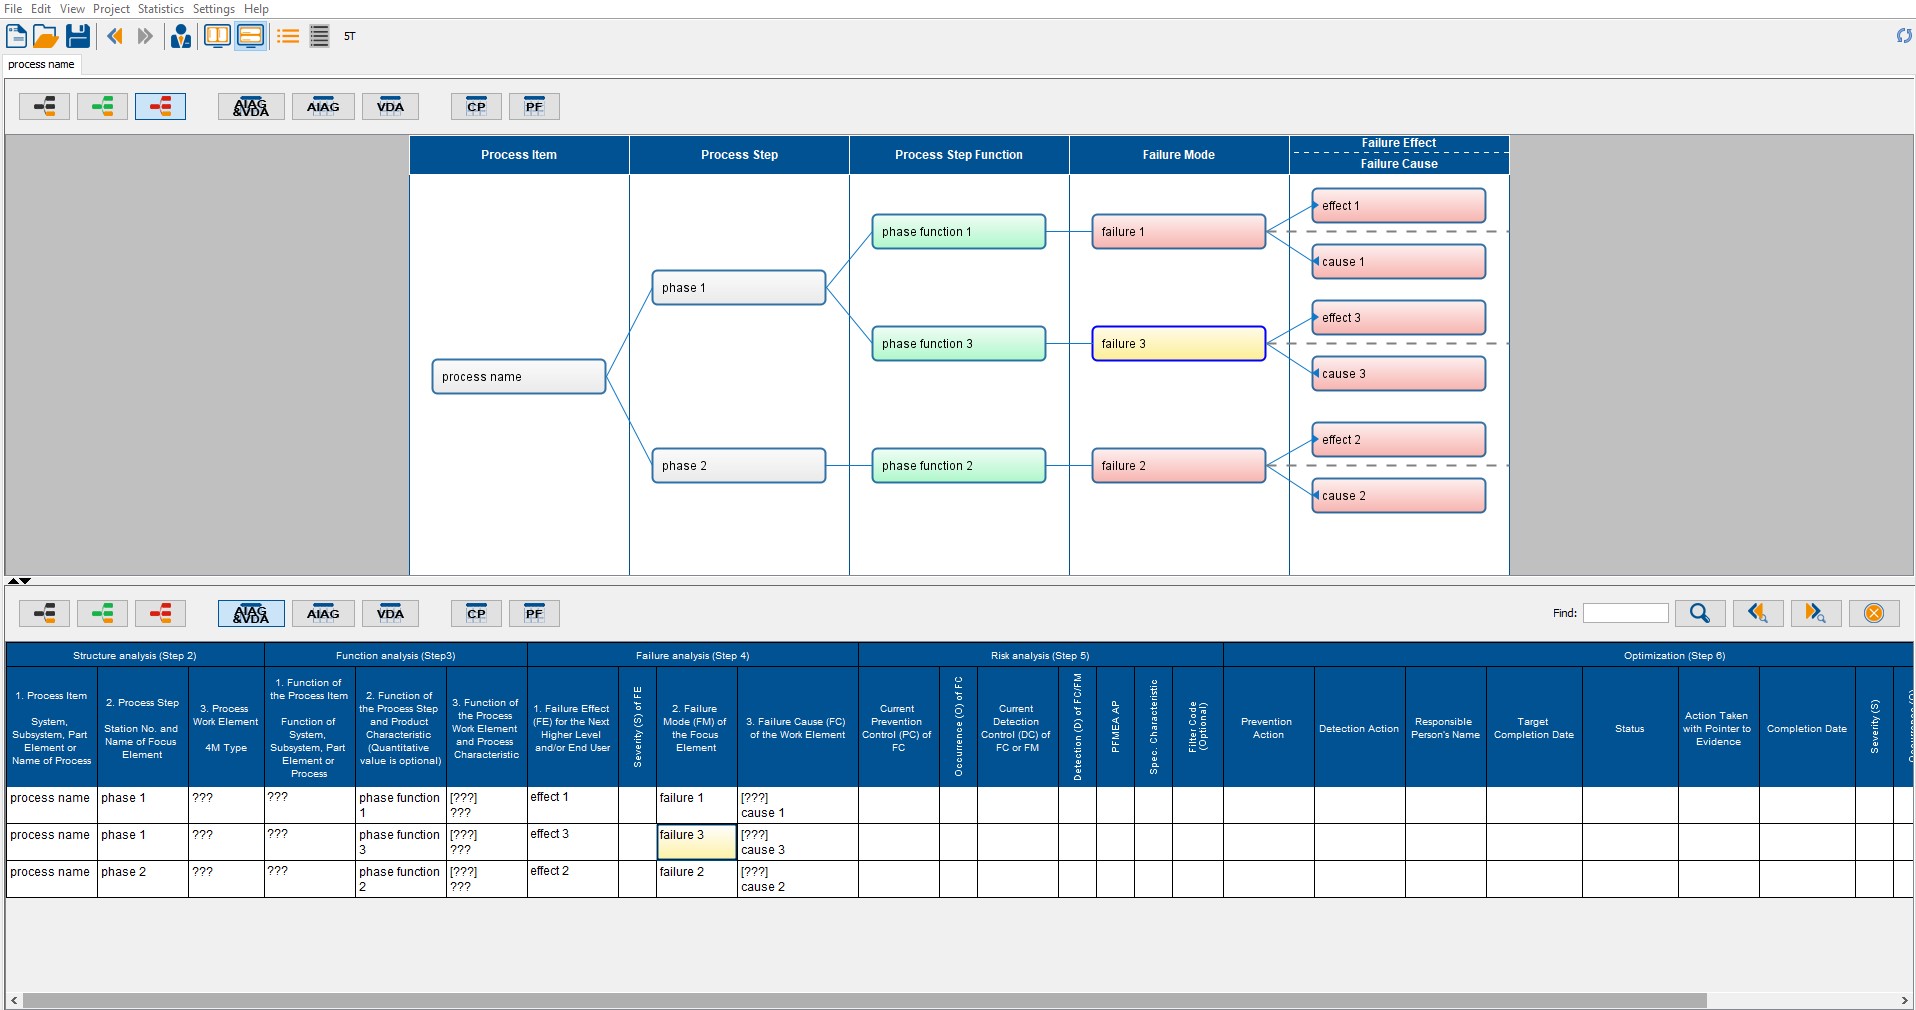 File Edit View Project Statistics Settings Help
5T
process name
AIAG
&VDA
AIAG
VDA
CP
PF
Process Item
Process Step
Process Step Function
Failure Mode
Failure Effect
Failure Cause
effect 1
phase function 1
failure 1
cause 1
phase 1
effect 3
phase function 3
failure 3
cause 3
process name
effect 2
phase 2
phase function 2
failure 2
cause 2
AIAG
&VDA
AIAG
VDA
CP
PF
Find:
Structure analysis (Step 2)
Function analysis (Step3)
Failure analysis (Step 4)
Risk analysis (Step 5)
Optimization (Step 6)
1. Process Item
System,
Subsystem, Part
Element or
Name of Process
2. Process Step
Station No. and
Name of Focus
Element
3. Process
Work Element
4M Type
1. Function of
the Process Item
Function of
System,
Subsystem, Part
Element or
Process
2. Function of
the Process Step
and Product
Characteristic
(Quantitative
value is optional)
3. Function of
the Process
Work Element
and Process
Characteristic
1. Failure Effect
(FE) for the Next
Higher Level
and/or End User
Severity (S) of FE
2. Failure
Mode (FM) of
the Focus
Element
3. Failure Cause (FC)
of the Work Element
Current
Prevention
Control (PC) of
FC
Occurrence (O) of FC
Current
Detection
Control (DC) of
FC or FM
Detection (D) of FC/FM
PFMEA AP
Spec. Characteristic
Filter Code
(Optional)
Prevention
Action
Detection Action
Responsible
Person's Name
Target
Completion Date
Status
Action Taken
with Pointer to
Evidence
Completion Date
Severity (S)
process name
phase 1
???
???
phase function
1
[???]
???
effect 1
failure 1
[???]
cause 1
process name
phase 1
???
???
phase function
3
[???]
???
effect 3
failure 3
[???]
cause 3
process name
phase 2
???
???
phase function
2
[???]
???
effect 2
failure 2
[???]
cause 2